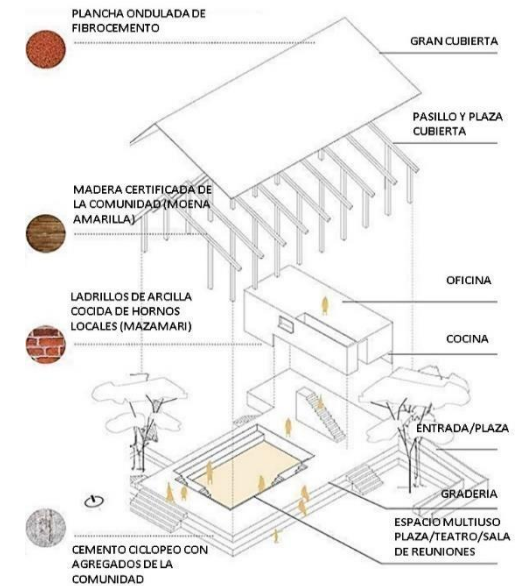 PLANCHA ONDULADA DE
FIBROCEMENTO
GRAN CUBIERTA
PASILLO Y PLAZA
CUBIERTA
MADERA CERTIFICADA DE
LA COMUNIDAD (MOENA
AMARILLA)
OFICINA
LADRILLOS DE ARCILLA
COCIDA DE HORNOS
LOCALES (MAZAMARI)
COCINA
ENTRADA/PLAZA
GRADERIA
ESPACIO MULTIUSO
PLAZA/TEATRO/SALA
DE REUNIONES
CEMENTO CICLOPEO CON
AGREGADOS DE LA
COMUNIDAD